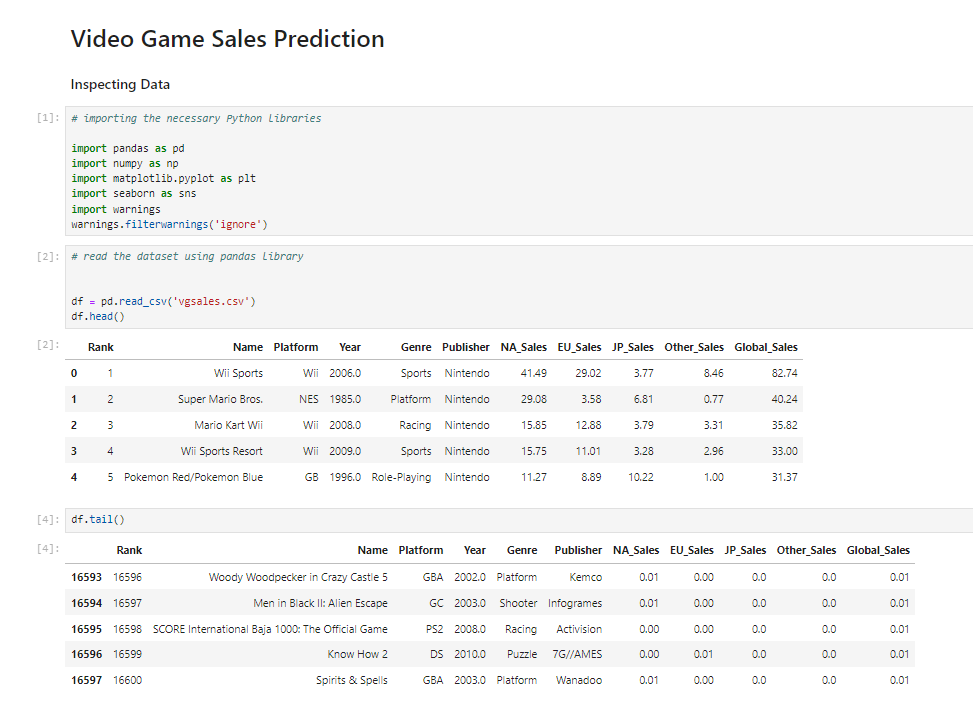 Video Game Sales Prediction
Inspecting Data
[1]: # importing the necessary Python Libraries
import pandas as pd
import numpy as np
import matplotlib.pyplot as plt
import seaborn as sns
import warnings
warnings.filterwarnings('ignore')
[2]: # read the dataset using pandas Library
df = pd.read_csv('vgsales.csv')
df.head()
[2]: Rank Name Platform Year Genre Publisher NA_Sales EU_Sales JP_Sales Other_Sales Global_Sales
0 1 Wii Sports Wii 2006.0 Sports Nintendo 41.49 29.02 3.77 8.46 82.74
1 2 Super Mario Bros. NES 1985.0 Platform Nintendo 29.08 3.58 6.81 0.77 40.24
2 3 Mario Kart Wii Wii 2008.0 Racing Nintendo 15.85 12.88 3.79 3.31 35.82
3 4 Wii Sports Resort Wii 2009.0 Sports Nintendo 15.75 11.01 3.28 2.96 33.00
4 5 Pokemon Red/Pokemon Blue GB 1996.0 Role-Playing Nintendo 11.27 8.89 10.22 1.00 31.37
[4]: df.tail()
[4]: Rank Name Platform Year Genre Publisher NA_Sales EU_Sales JP_Sales Other_Sales Global_Sales
16593 16596 Woody Woodpecker in Crazy Castle 5 GBA 2002.0 Platform Kemco 0.01 0.00 0.0 0.0 0.01
16594 16597 Men in Black II: Alien Escape GC 2003.0 Shooter Infogrames 0.01 0.00 0.0 0.0 0.01
16595 16598 SCORE International Baja 1000: The Official Game PS2 2008.0 Racing Activision 0.00 0.00 0.0 0.0 0.01
16596 16599 Know How 2 DS 2010.0 Puzzle 7G//AMES 0.00 0.01 0.0 0.0 0.01
16597 16600 Spirits & Spells GBA 2003.0 Platform Wanadoo 0.01 0.00 0.0 0.0 0.01